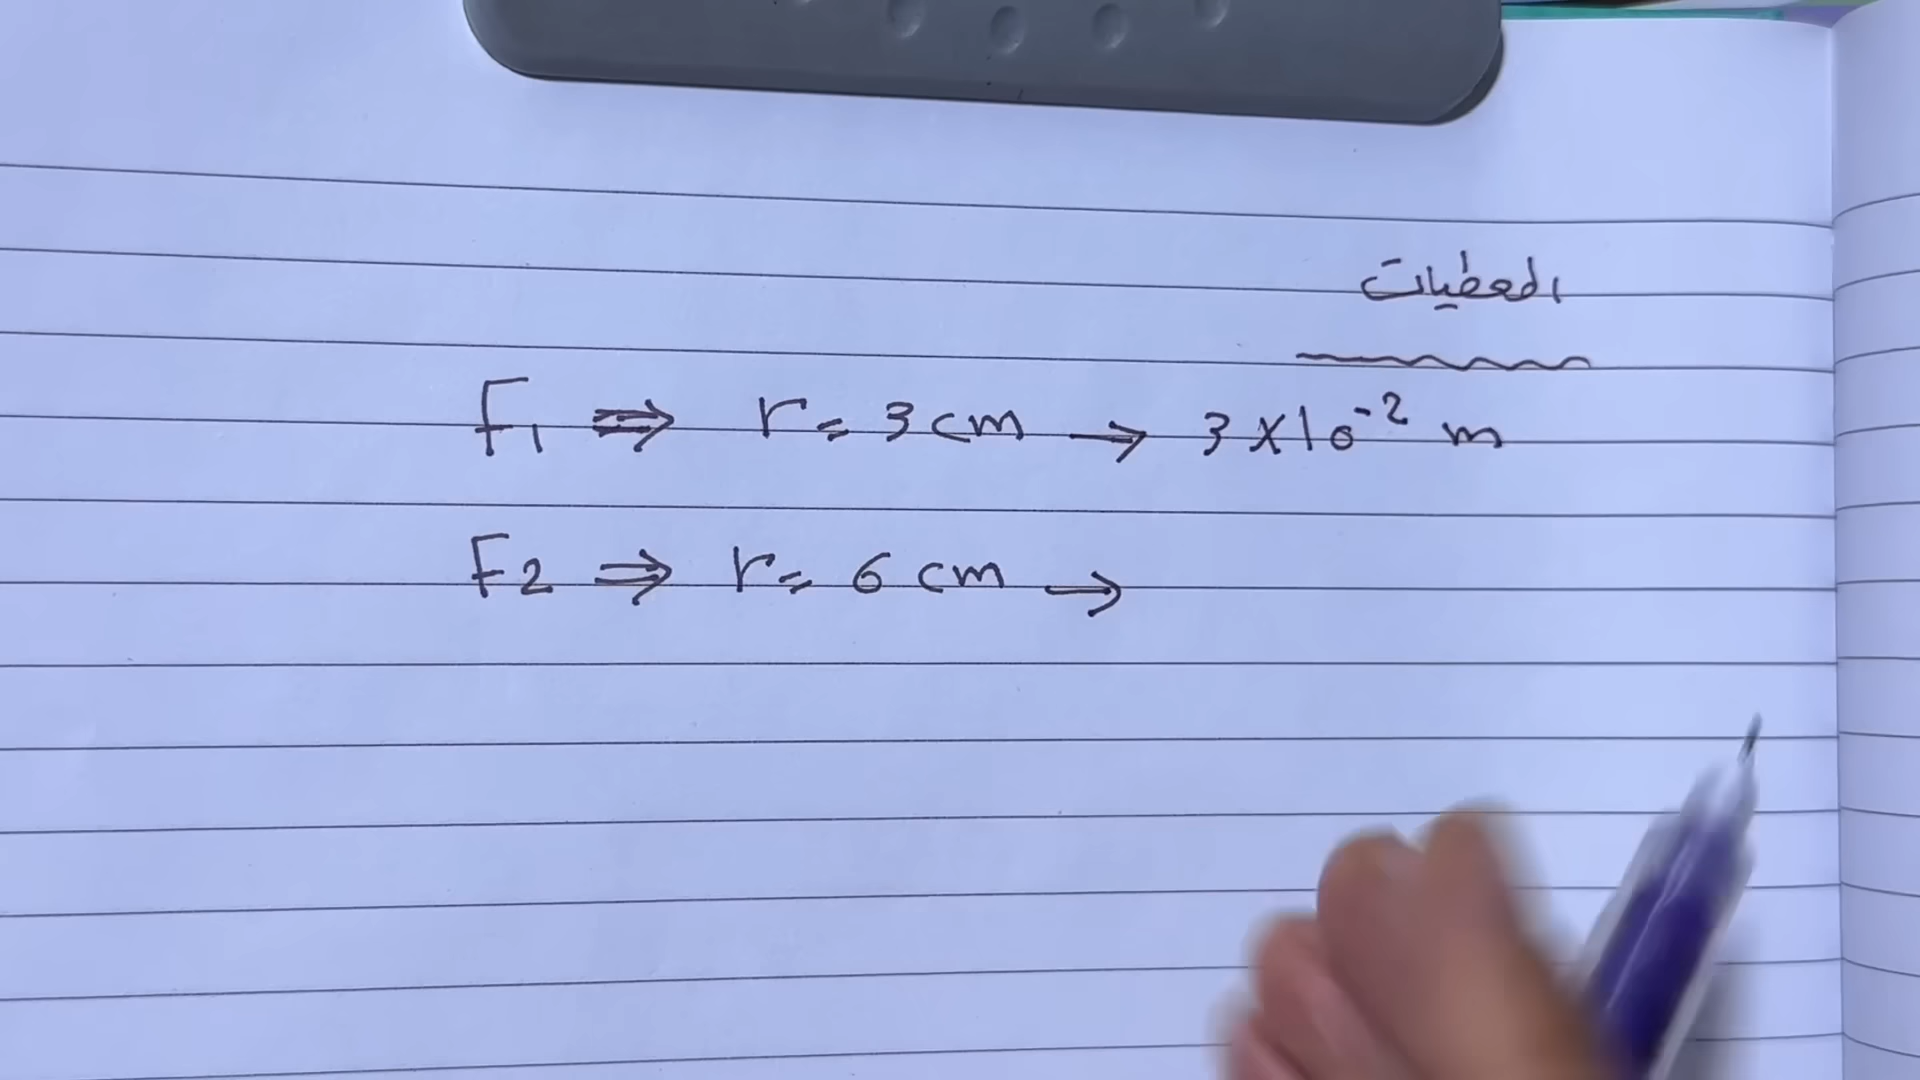 المعطيات
F₁ ⇒ r = 3 cm → 3 × 10⁻² m
F2 ⇒ r = 6 cm →